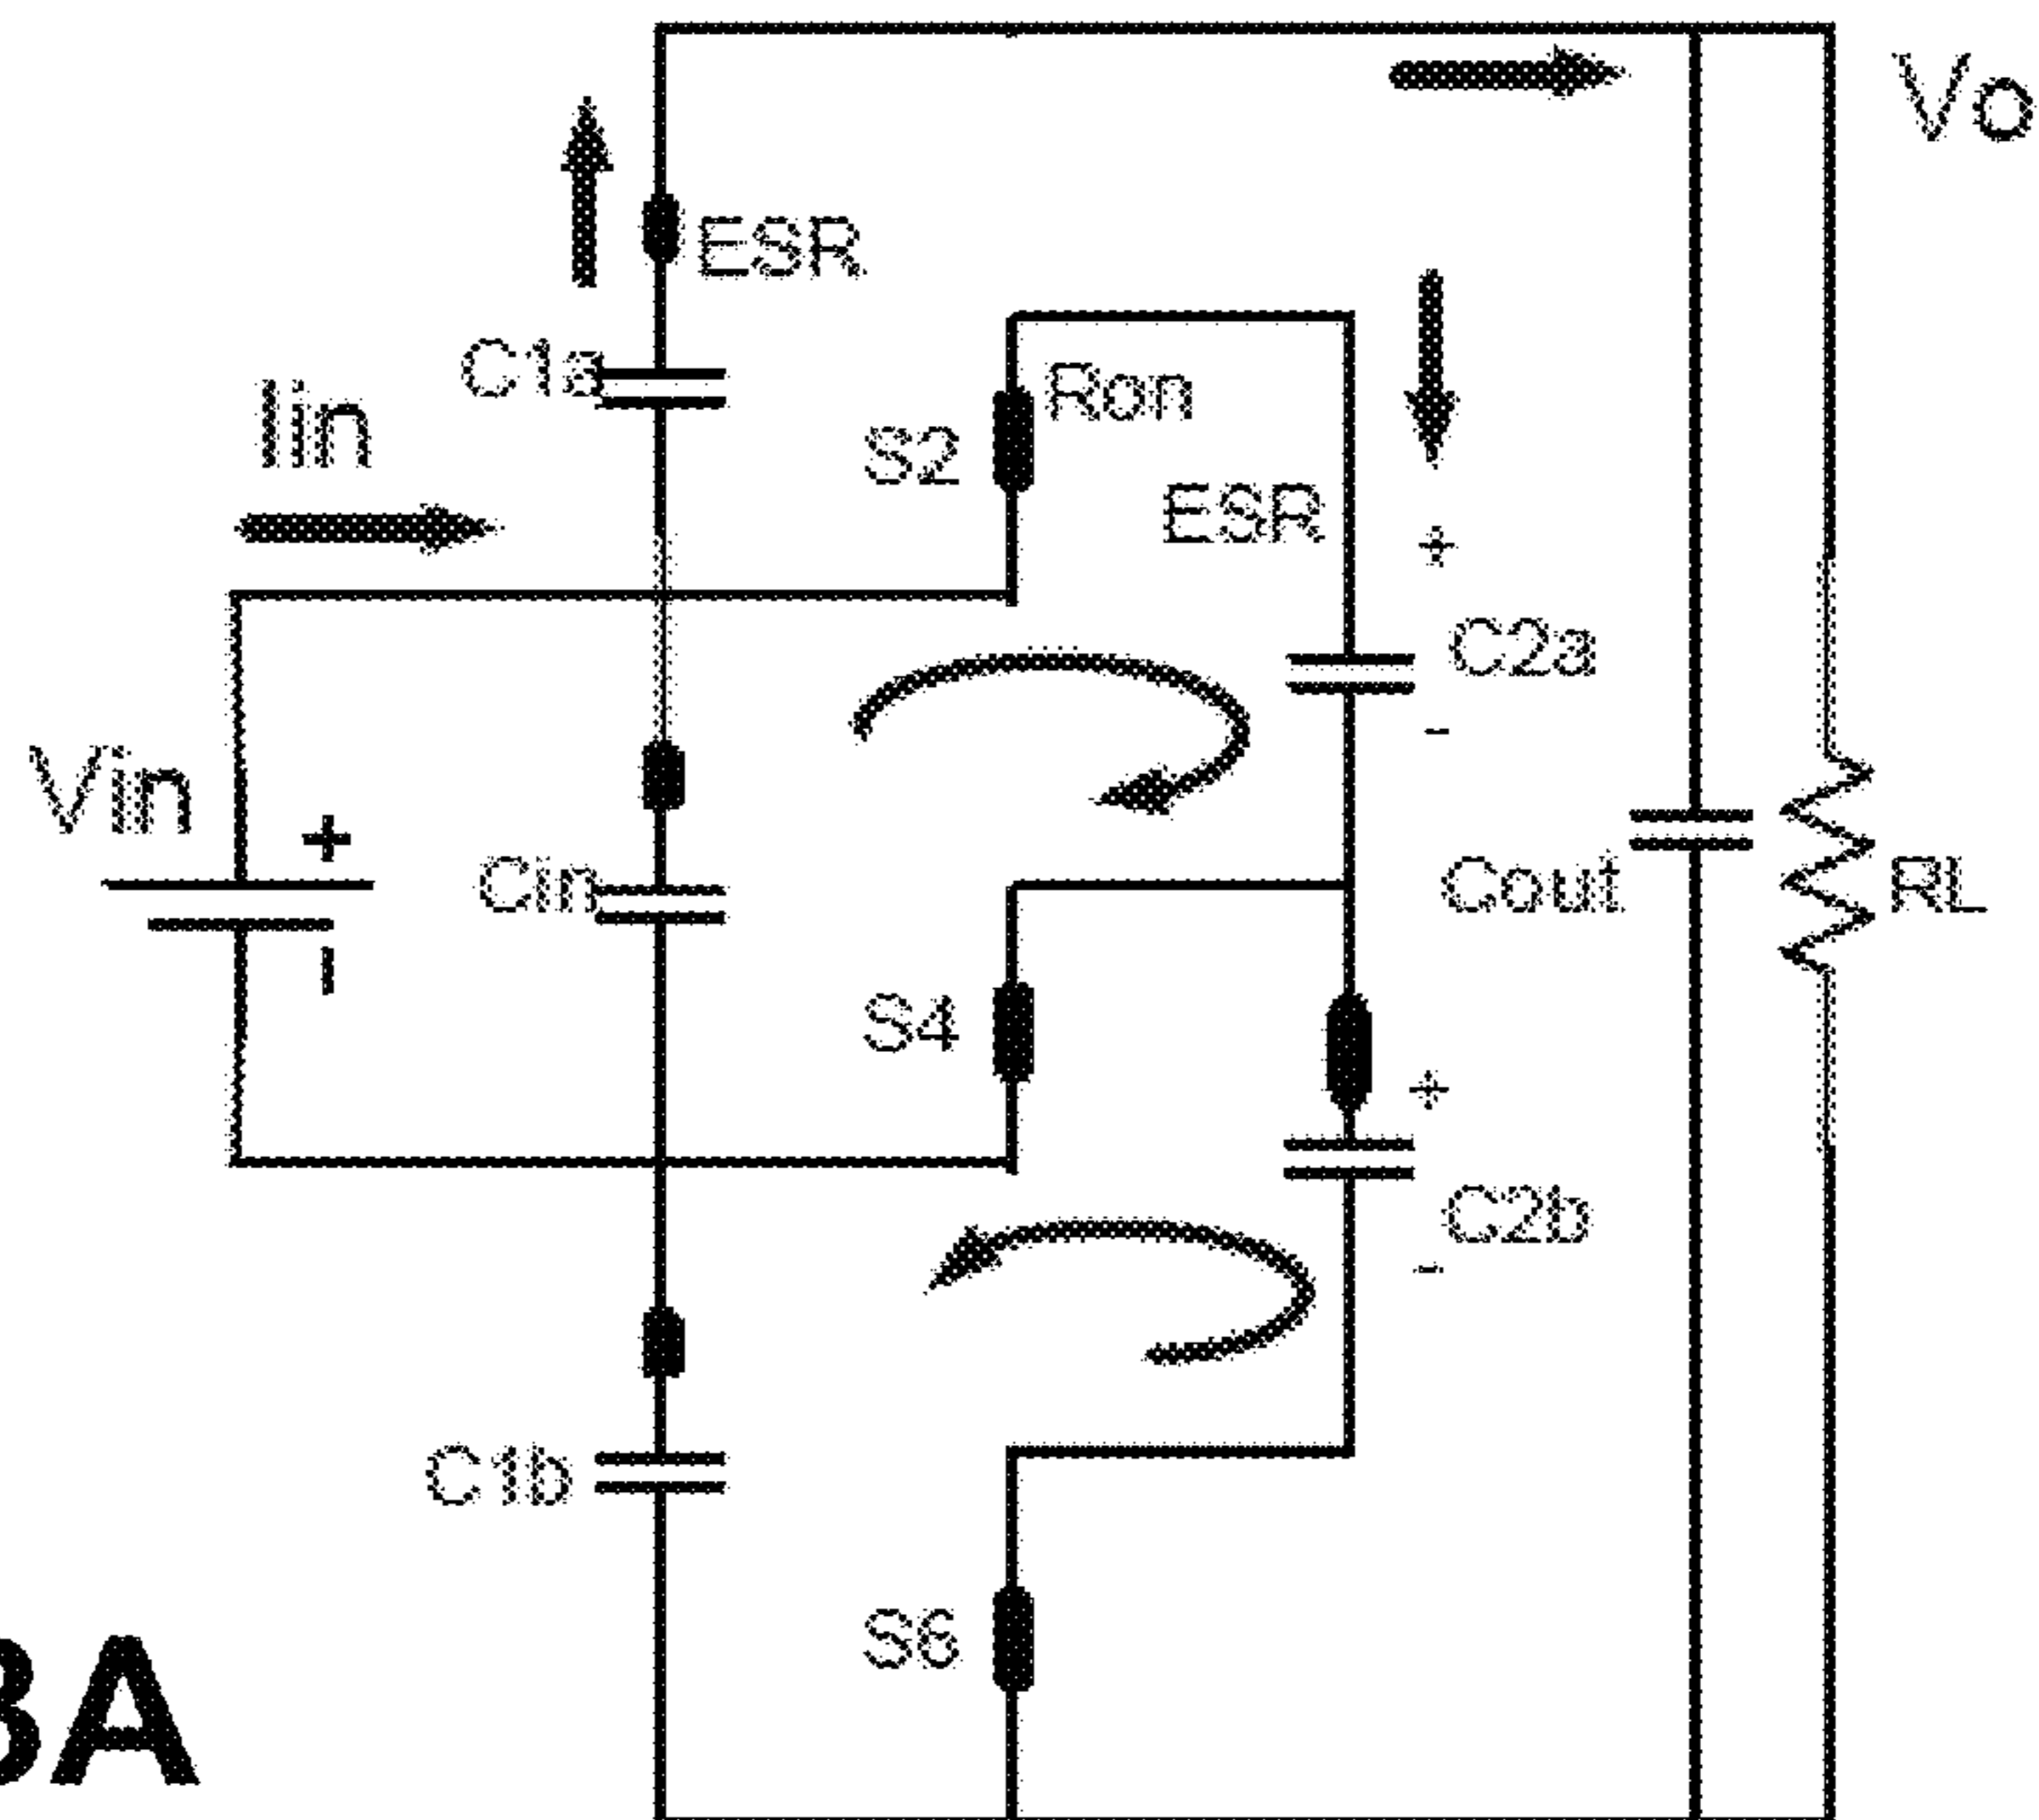 Vo
ESR
C1a
Iin
Ron
S2
ESR
+
C2a
-
Vin
+
Cin
Cout
RL
-
S4
+
C2b
-
C1b
S6
3A